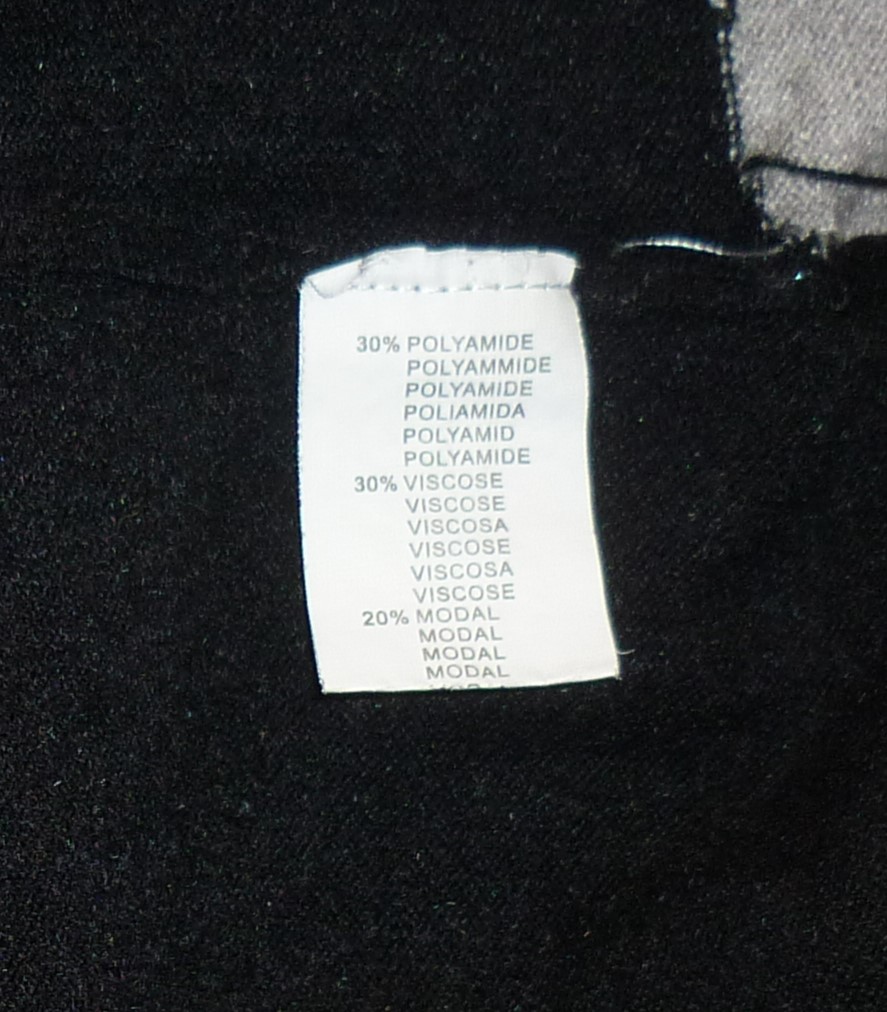 30% POLYAMIDE
POLYAMMIDE
POLYAMIDE
POLIAMIDA
POLYAMID
POLYAMIDE
30% VISCOSE
VISCOSE
VISCOSA
VISCOSE
VISCOSA
VISCOSE
20% MODAL
MODAL
MODAL
MODAL